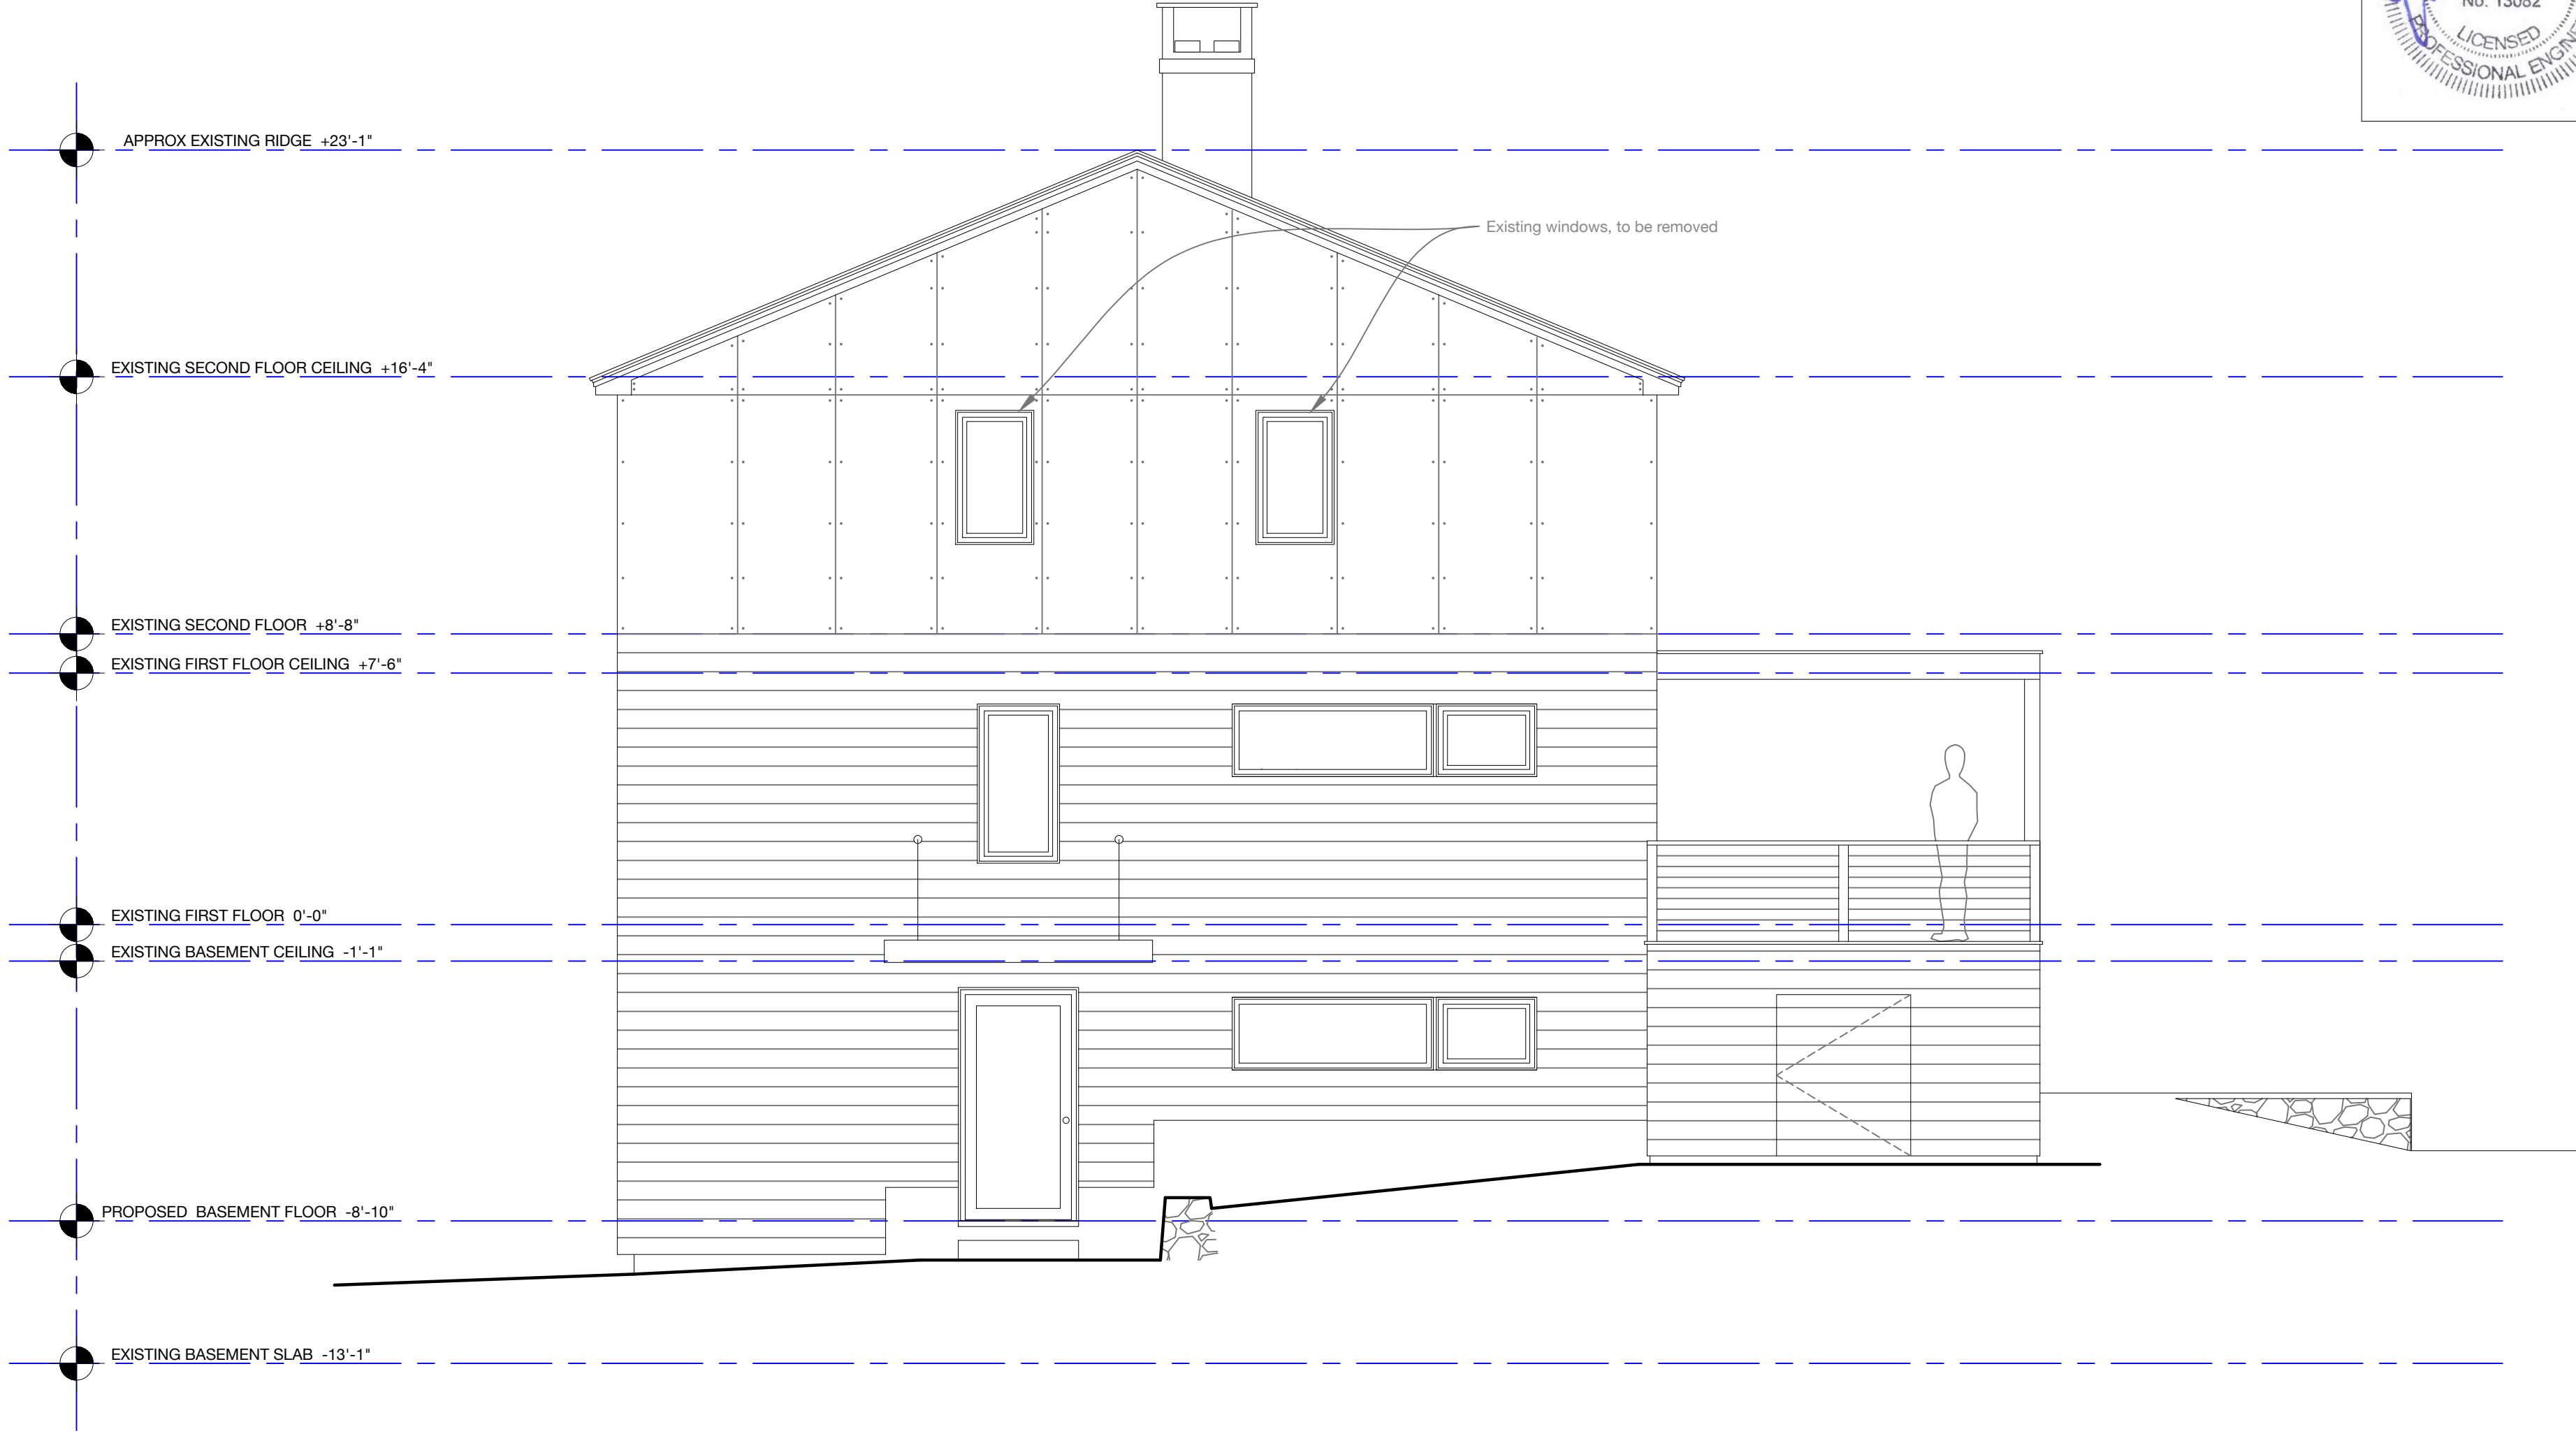 No. 13082
LICENSED
PROFESSIONAL
APPROX EXISTING RIDGE +23'-1"
Existing windows, to be removed
EXISTING SECOND FLOOR CEILING +16'-4"
EXISTING SECOND FLOOR +8'-8"
EXISTING FIRST FLOOR CEILING +7'-6"
EXISTING FIRST FLOOR 0'-0"
EXISTING BASEMENT CEILING -1'-1"
PROPOSED BASEMENT FLOOR -8'-10"
EXISTING BASEMENT SLAB -13'-1"